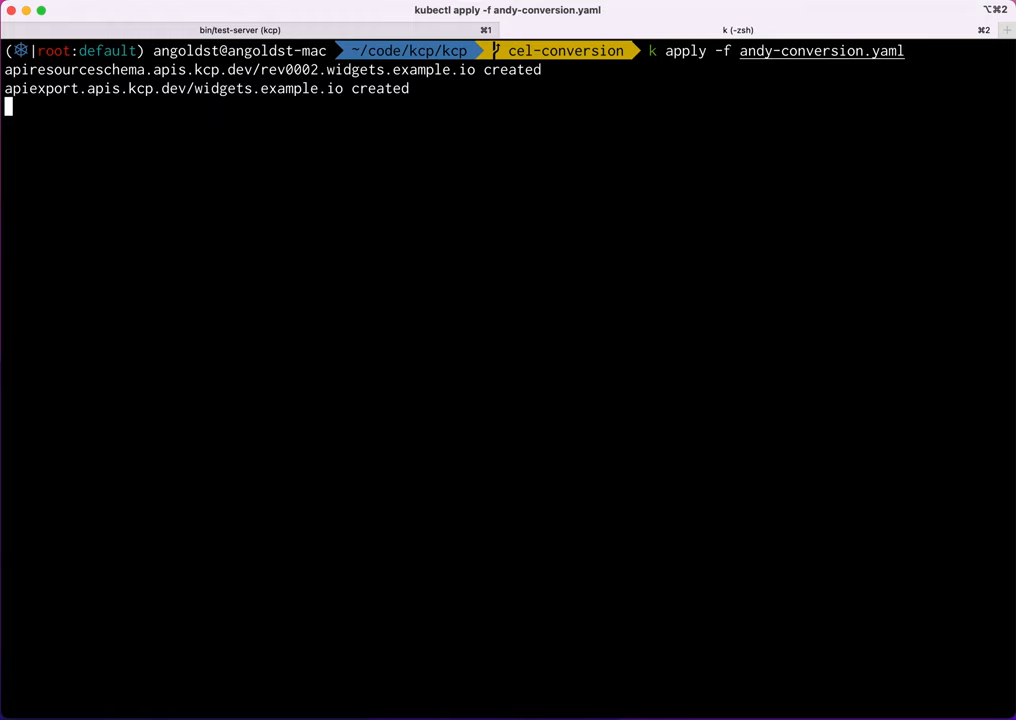 kubectl apply -f andy-conversion.yaml
⌥⌘2
bin/test-server (kcp) ⌘1
k (-zsh) ⌘2
(|root:default) angoldst@angoldst-mac ~/code/kcp/kcp cel-conversion k apply -f andy-conversion.yaml
apiresourceschema.apis.kcp.dev/rev0002.widgets.example.io created
apiexport.apis.kcp.dev/widgets.example.io created